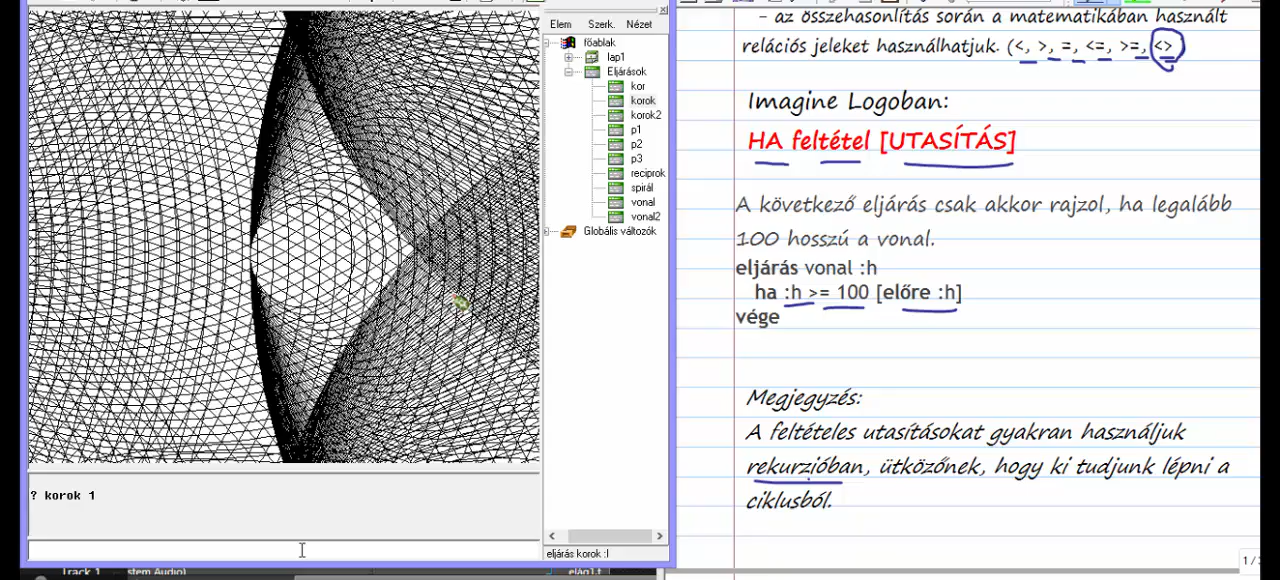 Elem Szerk. Nézet
főablak
lap1
Eljárások
kor
korok
korok2
p1
p2
p3
reciprok
spirál
vonal
vonal2
Globális változók
? korok 1
eljárás korok :l
- az összehasonlítás során a matematikában használt
relációs jeleket használhatjuk. (<, >, =, <=, >=, <>)
Imagine Logoban:
HA feltétel [UTASÍTÁS]
A következő eljárás csak akkor rajzol, ha legalább
100 hosszú a vonal.
eljárás vonal :h
ha :h >= 100 [előre :h]
vége
Megjegyzés:
A feltételes utasításokat gyakran használjuk
rekurzióban, ütközőnek, hogy ki tudjunk lépni a
ciklusból.